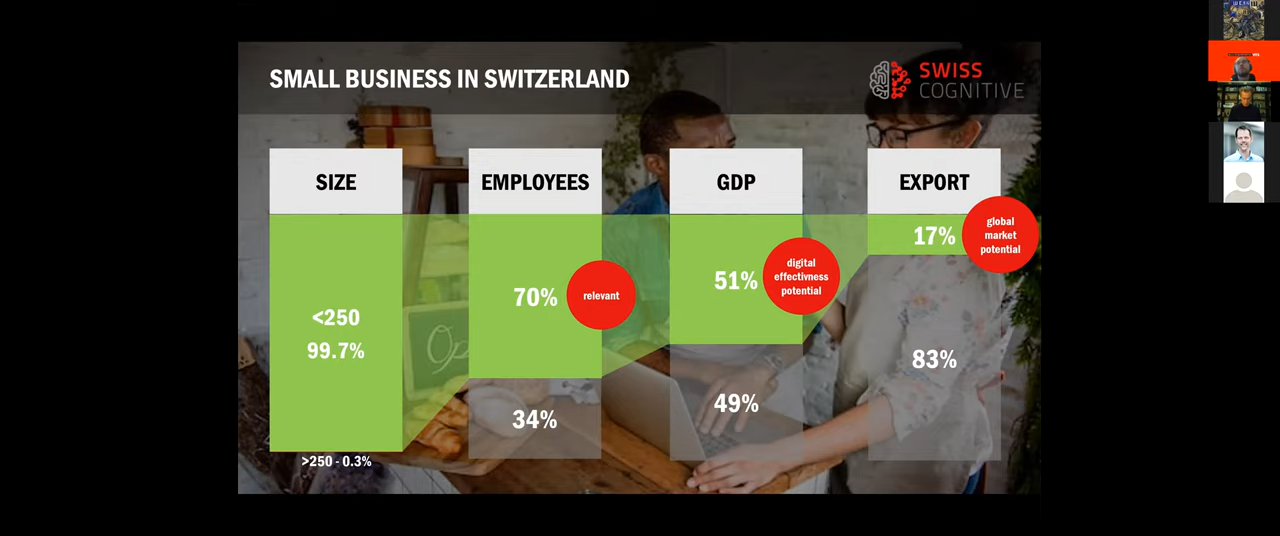 SMALL BUSINESS IN SWITZERLAND
SWISS
COGNITIVE
SIZE
EMPLOYEES
GDP
EXPORT
<250
99.7%
>250 - 0.3%
70%
relevant
34%
51%
digital
effectivness
potential
49%
17%
global
market
potential
83%
Op